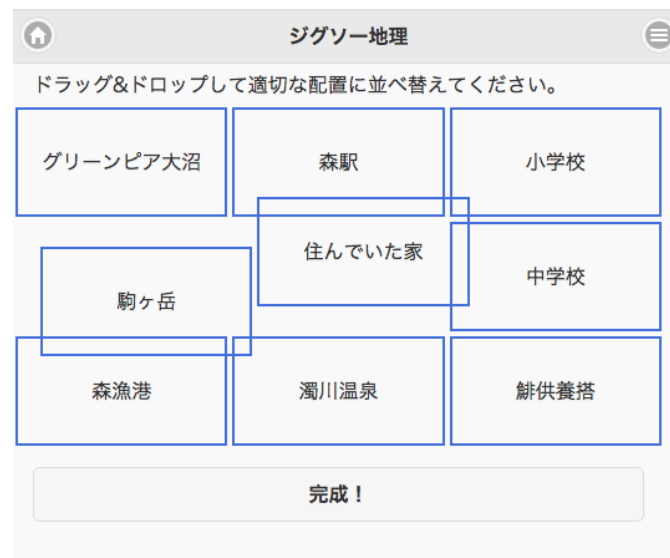 ジグソー地理
ドラッグ&ドロップして適切な配置に並べ替えてください。
グリーンピア大沼
森駅
小学校
住んでいた家
中学校
駒ヶ岳
森漁港
濁川温泉
鯡供養搭
完成！